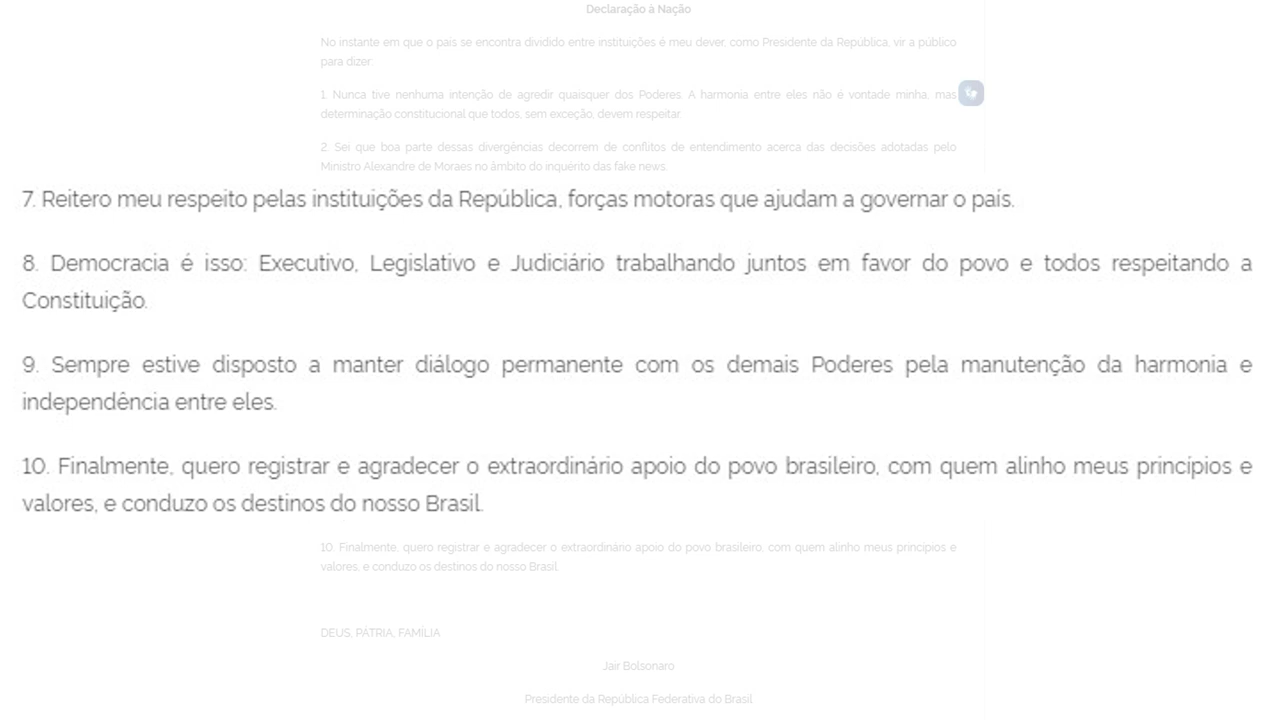 Declaração à Nação
No instante em que o país se encontra dividido entre instituições é meu dever, como Presidente da República, vir a público
para dizer:
1. Nunca tive nenhuma intenção de agredir quaisquer dos Poderes. A harmonia entre eles não é vontade minha, mas
determinação constitucional que todos, sem exceção, devem respeitar.
2. Sei que boa parte dessas divergências decorrem de conflitos de entendimento acerca das decisões adotadas pelo
Ministro Alexandre de Moraes no âmbito do inquérito das fake news.
7. Reitero meu respeito pelas instituições da República, forças motoras que ajudam a governar o país.
8. Democracia é isso: Executivo, Legislativo e Judiciário trabalhando juntos em favor do povo e todos respeitando a
Constituição.
9. Sempre estive disposto a manter diálogo permanente com os demais Poderes pela manutenção da harmonia e
independência entre eles.
10. Finalmente, quero registrar e agradecer o extraordinário apoio do povo brasileiro, com quem alinho meus princípios e
valores, e conduzo os destinos do nosso Brasil.
10. Finalmente, quero registrar e agradecer o extraordinário apoio do povo brasileiro, com quem alinho meus princípios e
valores, e conduzo os destinos do nosso Brasil.
DEUS, PÁTRIA, FAMÍLIA
Jair Bolsonaro
Presidente da República Federativa do Brasil